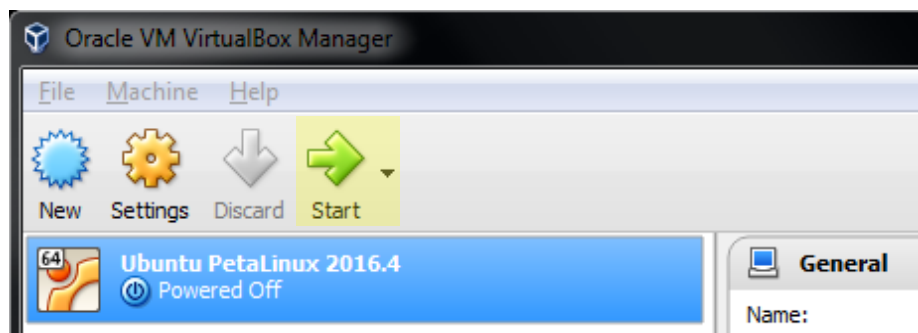 Oracle VM VirtualBox Manager
File Machine Help
New Settings Discard Start
64 Ubuntu PetaLinux 2016.4
Powered Off
General
Name: